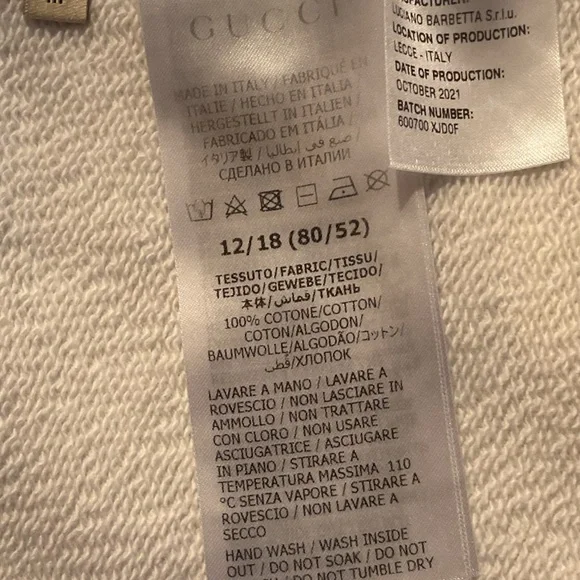 GUCCI
MADE IN ITALY / FABRIQUÉ EN
ITALIE / HECHO EN ITALIA /
HERGESTELLT IN ITALIEN /
FABRICADO EM ITÁLIA /
イタリア製 / صنع في إيطاليا /
СДЕЛАНО В ИТАЛИИ
12/18 (80/52)
TESSUTO/FABRIC/TISSU/
TEJIDO/GEWEBE/TECIDO/
本体/قماش/ТКАНЬ
100% COTONE/COTTON/
COTON/ALGODON/
BAUMWOLLE/ALGODÃO/コットン/
قطن/ХЛОПОК
LAVARE A MANO / LAVARE A
ROVESCIO / NON LASCIARE IN
AMMOLLO / NON TRATTARE
CON CLORO / NON USARE
ASCIUGATRICE / ASCIUGARE
IN PIANO / STIRARE A
TEMPERATURA MASSIMA 110
°C SENZA VAPORE / STIRARE A
ROVESCIO / NON LAVARE A
SECCO
HAND WASH / WASH INSIDE
OUT / DO NOT SOAK / DO NOT
/ DO NOT TUMBLE DRY
MANUFACTURER:
LUCIANO BARBETTA S.r.l.u.
LOCATION OF PRODUCTION:
LECCE - ITALY
DATE OF PRODUCTION:
OCTOBER 2021
BATCH NUMBER:
600700 XJD0F